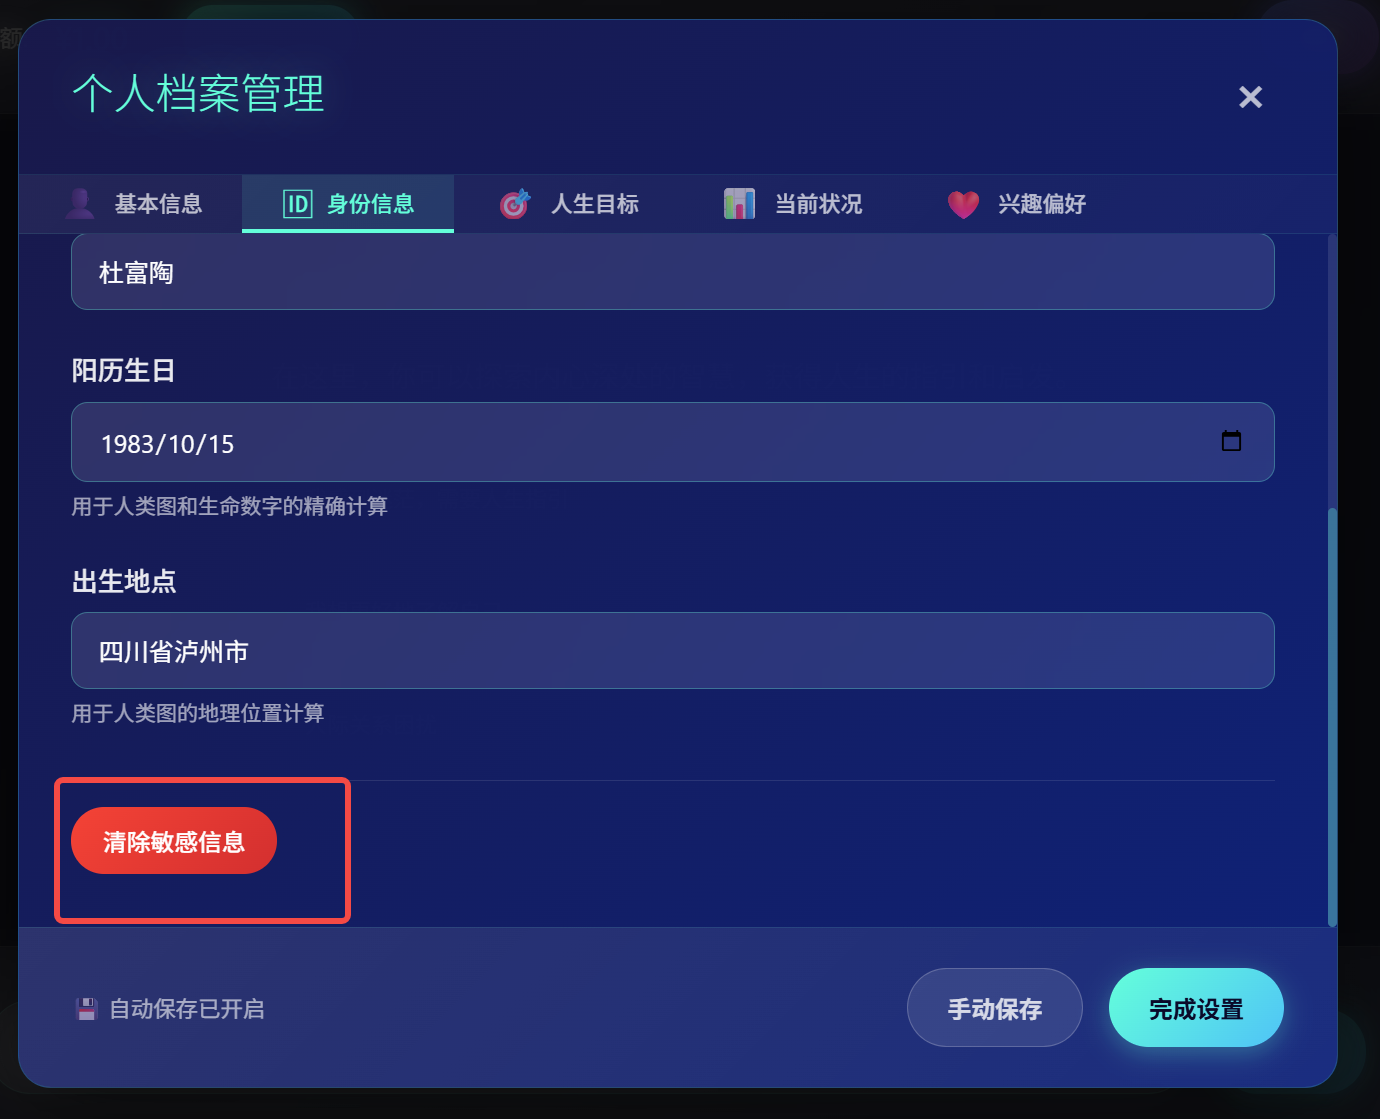 额
个人档案管理
基本信息
ID 身份信息
人生目标
当前状况
兴趣偏好
杜富陶
阳历生日
1983/10/15
用于人类图和生命数字的精确计算
出生地点
四川省泸州市
用于人类图的地理位置计算
清除敏感信息
自动保存已开启
手动保存
完成设置